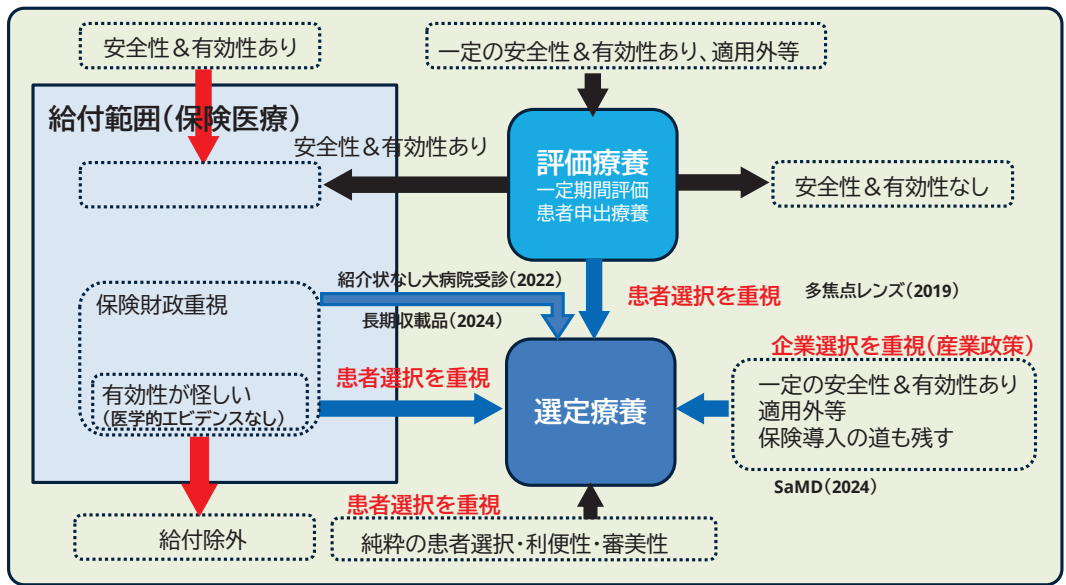 安全性＆有効性あり
一定の安全性＆有効性あり、適用外等
給付範囲（保険医療）
安全性＆有効性あり
評価療養
一定期間評価
患者申出療養
安全性＆有効性なし
紹介状なし大病院受診（2022）
保険財政重視
長期収載品（2024）
患者選択を重視
多焦点レンズ（2019）
企業選択を重視（産業政策）
患者選択を重視
有効性が怪しい
（医学的エビデンスなし）
選定療養
一定の安全性＆有効性あり
適用外等
保険導入の道も残す
SaMD（2024）
患者選択を重視
給付除外
純粋の患者選択・利便性・審美性